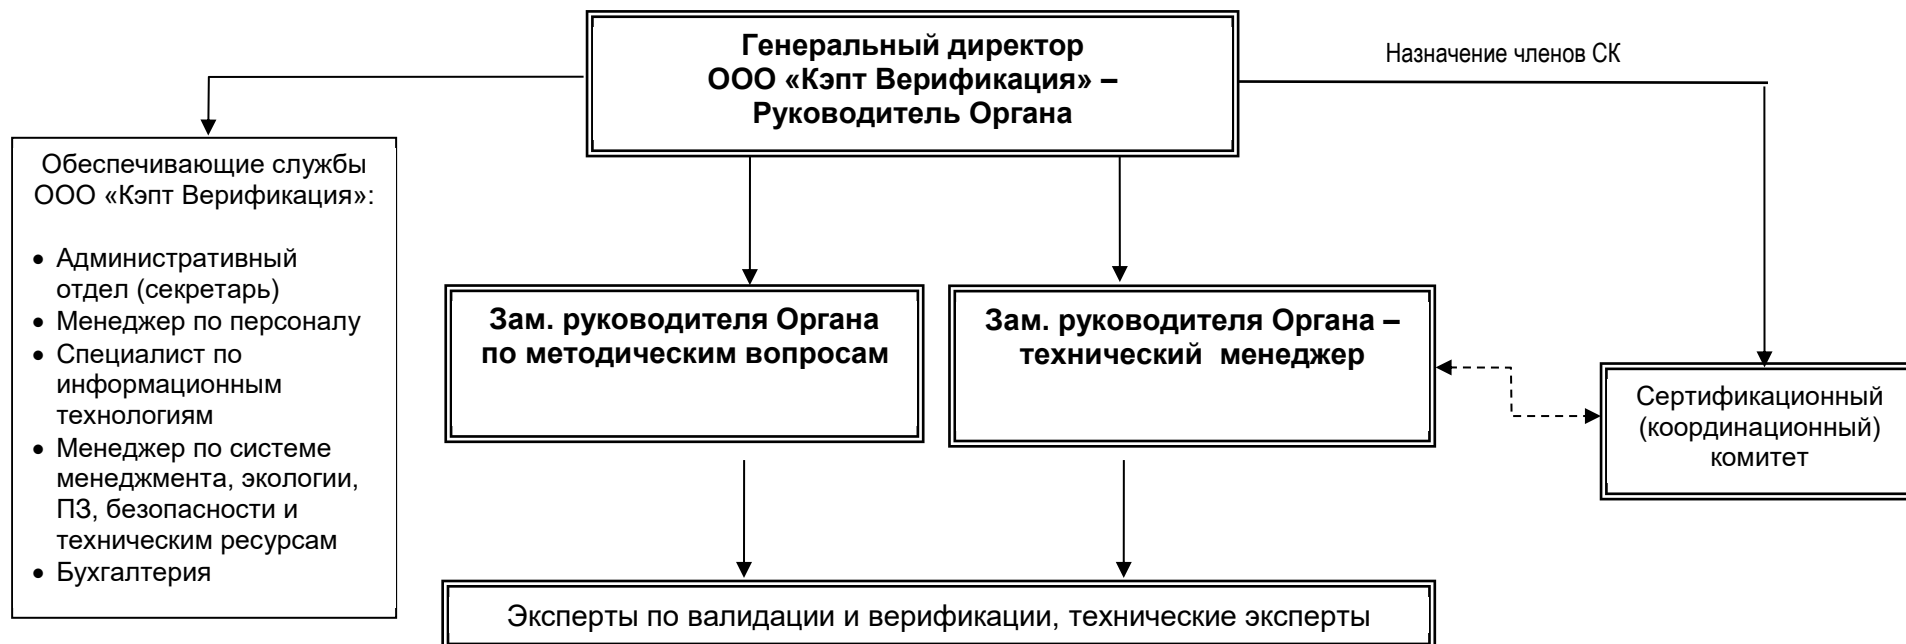 Генеральный директор
ООО «Кэпт Верификация» –
Руководитель Органа
Назначение членов СК
Обеспечивающие службы
ООО «Кэпт Верификация»:
• Административный
отдел (секретарь)
• Менеджер по персоналу
• Специалист по
информационным
технологиям
• Менеджер по системе
менеджмента, экологии,
ПЗ, безопасности и
техническим ресурсам
• Бухгалтерия
Зам. руководителя Органа
по методическим вопросам
Зам. руководителя Органа –
технический менеджер
Сертификационный
(координационный)
комитет
Эксперты по валидации и верификации, технические эксперты